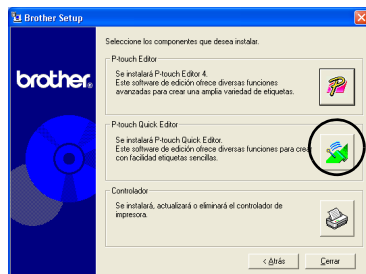 Brother Setup
Seleccione los componentes que desea instalar.
brother®
P-touch Editor
Se instalará P-touch Editor 4.
Este software de edición ofrece diversas funciones
avanzadas para crear una amplia variedad de etiquetas.
P-touch Quick Editor
Se instalará P-touch Quick Editor.
Este software de edición ofrece diversas funciones para crear
con facilidad etiquetas sencillas.
Controlador
Se instalará, actualizará o eliminará el controlador de
impresora.
< Atrás
Cerrar